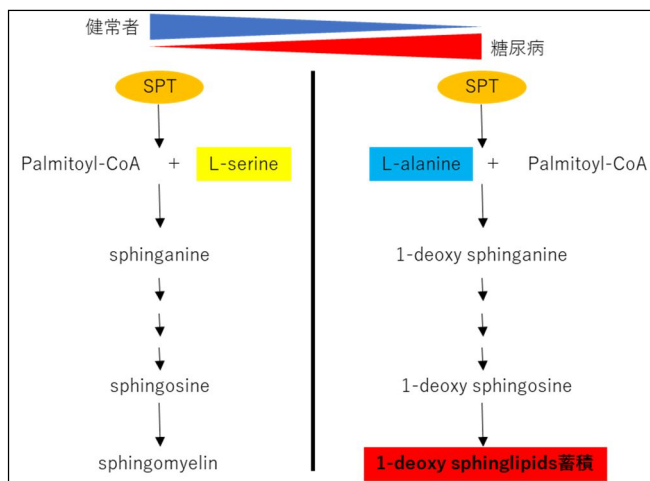 健常者
糖尿病
SPT
Palmitoyl-CoA + L-serine
sphinganine
sphingosine
sphingomyelin
SPT
L-alanine + Palmitoyl-CoA
1-deoxy sphinganine
1-deoxy sphingosine
1-deoxy sphinglipids蓄積